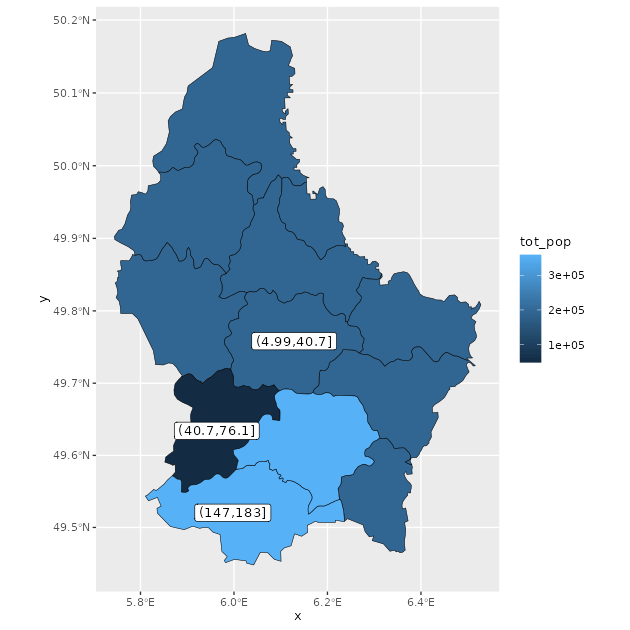 50.2°N
50.1°N
50.0°N
49.9°N
49.8°N
49.7°N
49.6°N
49.5°N
y
(4.99,40.7]
(40.7,76.1]
(147,183]
5.8°E 6.0°E 6.2°E 6.4°E
x
tot_pop
3e+05
2e+05
1e+05